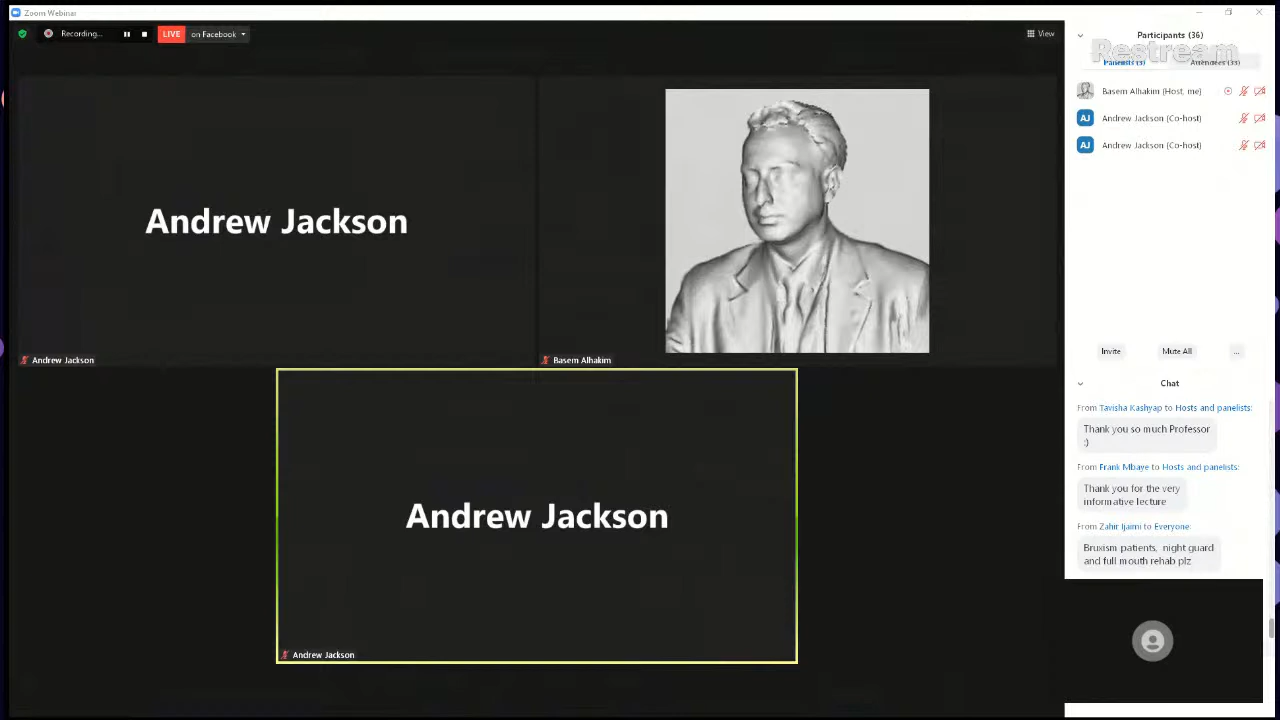 Zoom Webinar
Recording...
LIVE
on Facebook
View
Participants (36)
Restream
Panelists (3)
Attendees (33)
Basem Alhakim (Host, me)
AJ
Andrew Jackson (Co-host)
AJ
Andrew Jackson (Co-host)
Andrew Jackson
Andrew Jackson
Basem Alhakim
Andrew Jackson
Andrew Jackson
Invite
Mute All
...
Chat
From Tavisha Kashyap to Hosts and panelists:
Thank you so much Professor
:)
From Frank Mbaye to Hosts and panelists:
Thank you for the very
informative lecture
From Zahir Ijaimi to Everyone:
Bruxism patients, night guard
and full mouth rehab plz